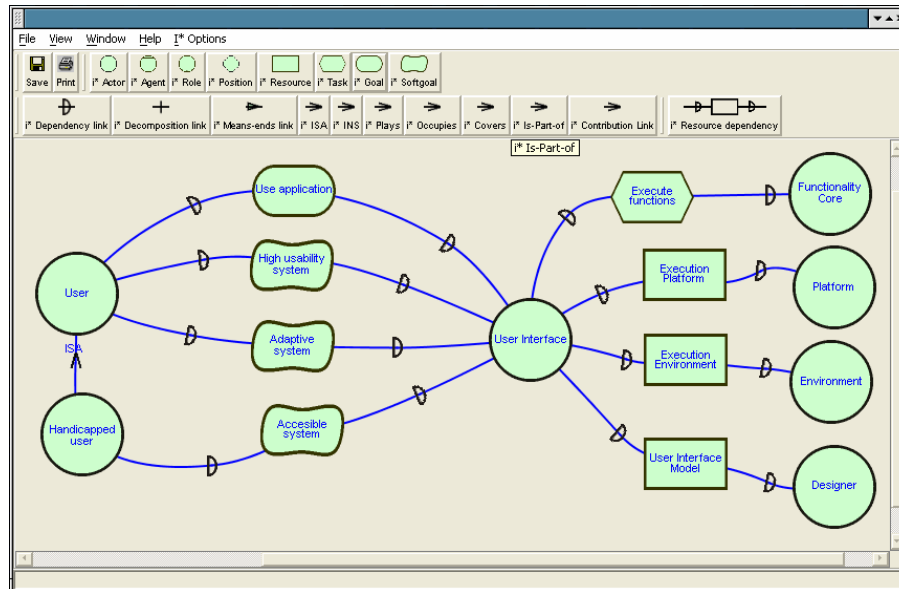 File View Window Help I* Options
Save Print i* Actor i* Agent i* Role i* Position i* Resource i* Task i* Goal i* Softgoal
i* Dependency link i* Decomposition link i* Means-ends link i* ISA i* INS i* Plays i* Occupies i* Covers i* Is-Part-of i* Contribution Link i* Resource dependency
i* Is-Part-of
Use application
High usability
system
Adaptive
system
Accesible
system
User
ISA
Handicapped
user
User Interface
Execute
functions
Execution
Platform
Execution
Environment
User Interface
Model
Functionality
Core
Platform
Environment
Designer